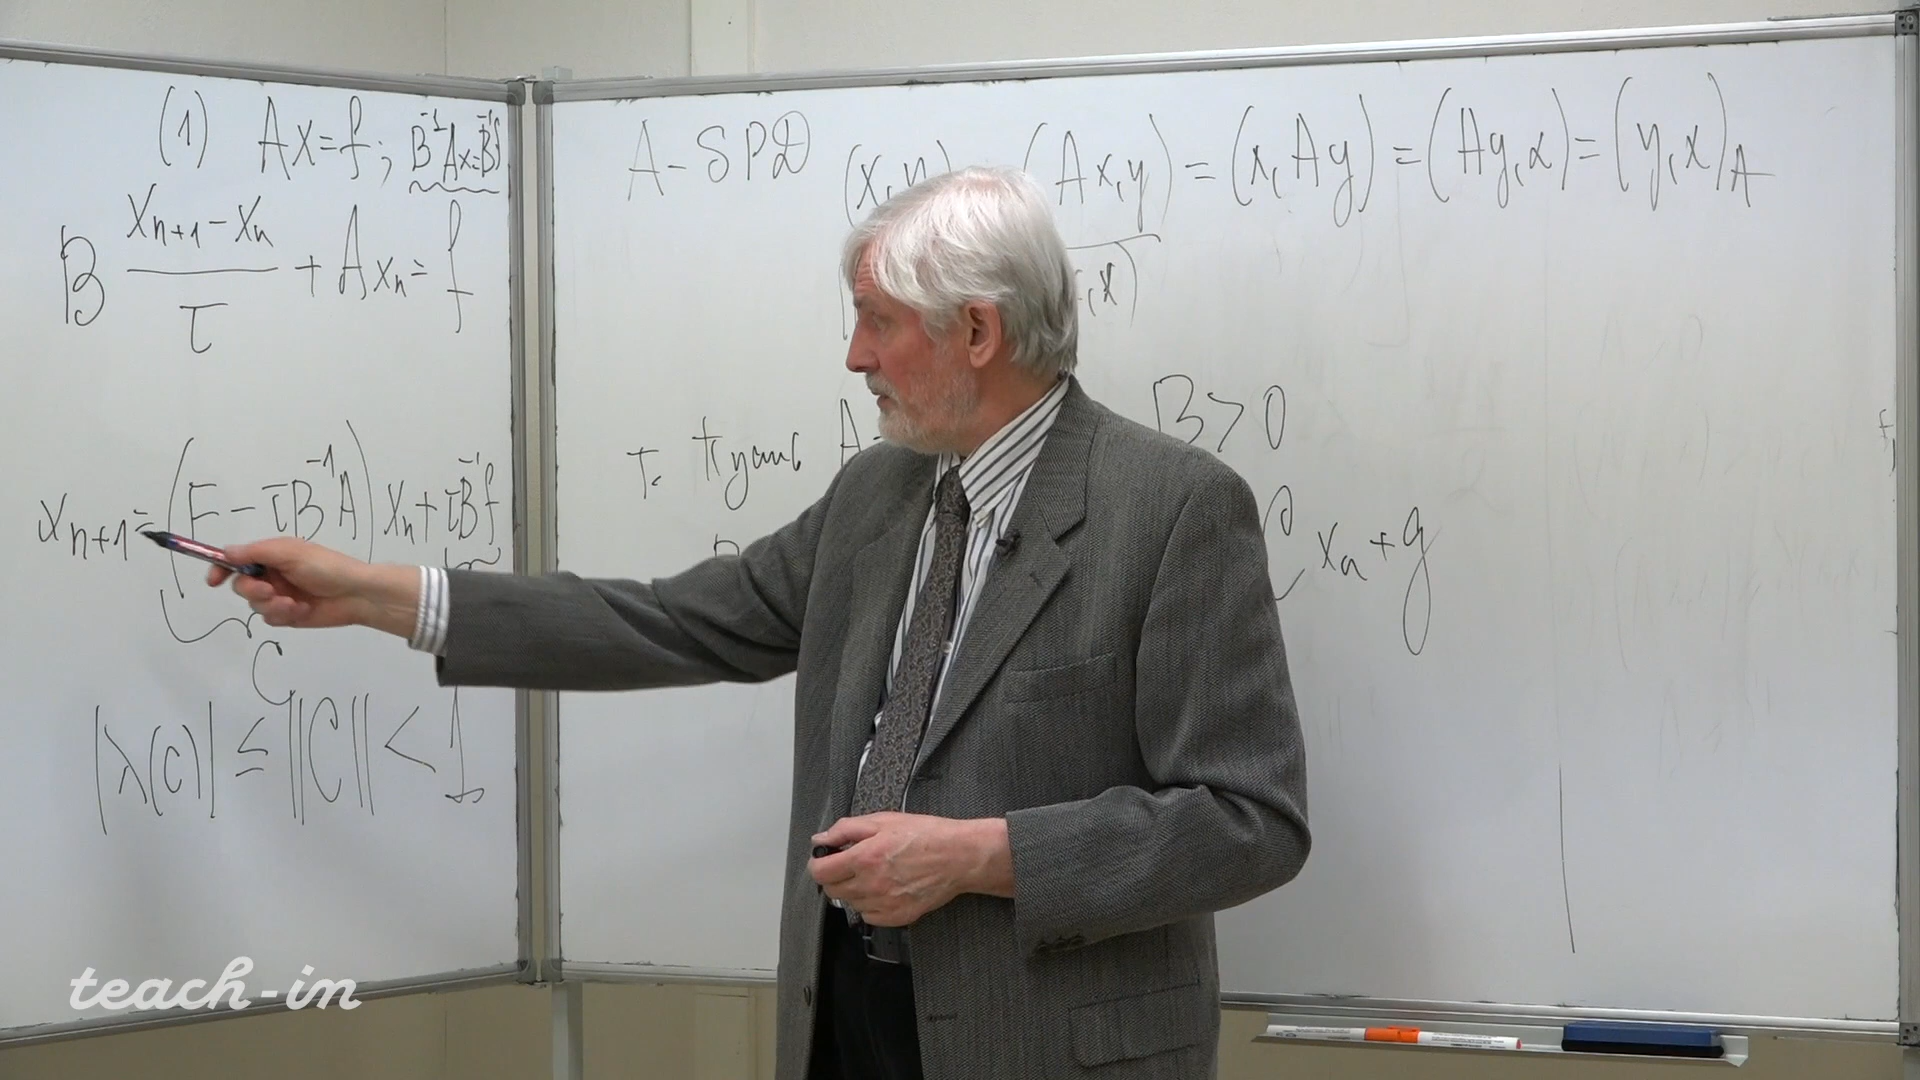 (1) Ax=f; B⁻¹Ax=B⁻¹f
B (xₙ₊₁ - xₙ)/τ + Axₙ = f
xₙ₊₁ = (E - τB⁻¹A) xₙ + τB⁻¹f
C
|λ(C)| ≤ ||C|| < 1
A - SPD (x,y) (Ax,y) = (x,Ay) = (Ay,x) = (y,x)_A
,x)
Т. Пусть A B > 0
xₙ + g
teach-in